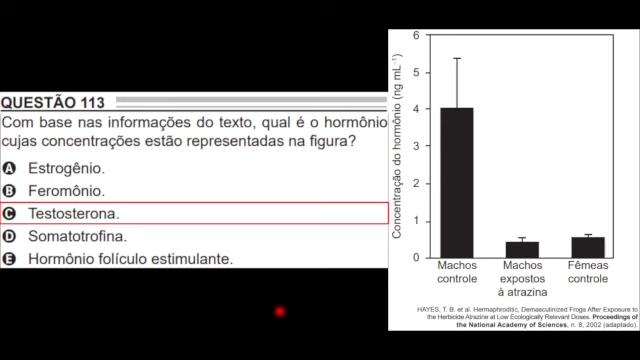 QUESTÃO 113
Com base nas informações do texto, qual é o hormônio
cujas concentrações estão representadas na figura?
A Estrogênio.
B Feromônio.
C Testosterona.
D Somatotrofina.
E Hormônio folículo estimulante.
Concentração do hormônio (ng mL⁻¹)
6
5
4
3
2
1
0
Machos
controle
Machos
expostos
à atrazina
Fêmeas
controle
HAYES, T. B. et al. Hermaphroditic, Demasculinized Frogs After Exposure to
the Herbicide Atrazine at Low Ecologically Relevant Doses. Proceedings of
the National Academy of Sciences, n. 8, 2002 (adaptado).